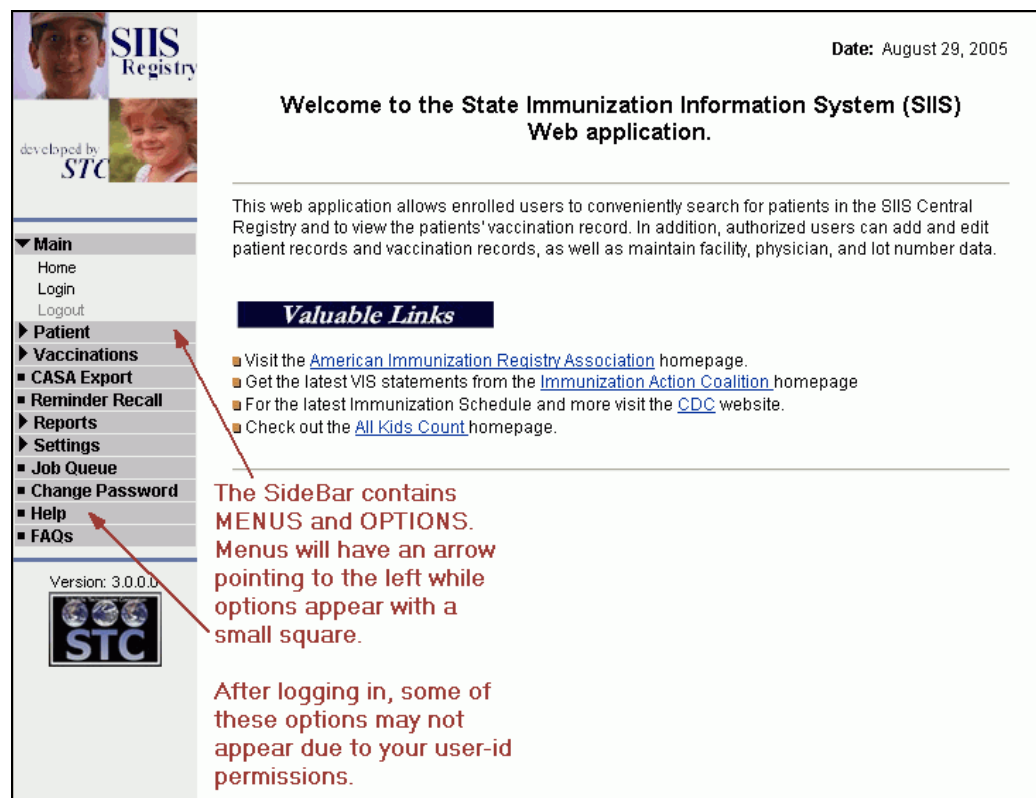 SIIS
Registry
developed by
STC
Date: August 29, 2005
Welcome to the State Immunization Information System (SIIS)
Web application.
This web application allows enrolled users to conveniently search for patients in the SIIS Central
Registry and to view the patients' vaccination record. In addition, authorized users can add and edit
patient records and vaccination records, as well as maintain facility, physician, and lot number data.
Main
Home
Login
Logout
Patient
Vaccinations
CASA Export
Reminder Recall
Reports
Settings
Job Queue
Change Password
Help
FAQs
Version: 3.0.0.0
STC
Valuable Links
Visit the American Immunization Registry Association homepage.
Get the latest VIS statements from the Immunization Action Coalition homepage
For the latest Immunization Schedule and more visit the CDC website.
Check out the All Kids Count homepage.
The SideBar contains
MENUS and OPTIONS.
Menus will have an arrow
pointing to the left while
options appear with a
small square.
After logging in, some of
these options may not
appear due to your user-id
permissions.